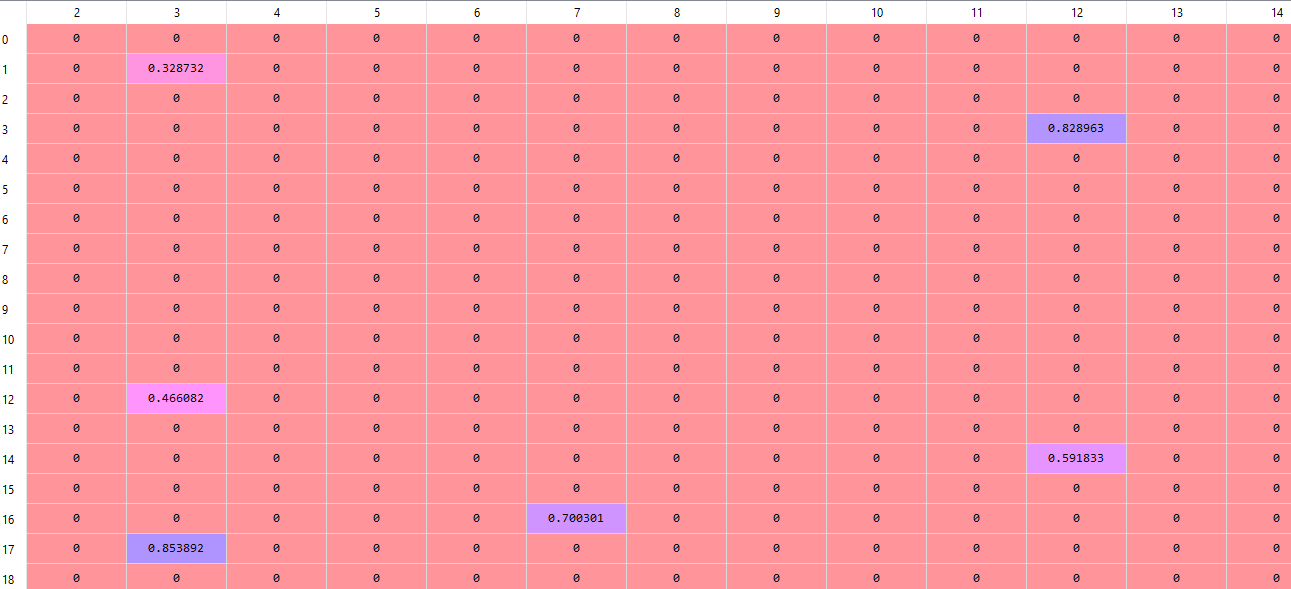 2 3 4 5 6 7 8 9 10 11 12 13 14
0 0 0 0 0 0 0 0 0 0 0 0 0 0
1 0 0.328732 0 0 0 0 0 0 0 0 0 0 0
2 0 0 0 0 0 0 0 0 0 0 0 0 0
3 0 0 0 0 0 0 0 0 0 0 0.828963 0 0
4 0 0 0 0 0 0 0 0 0 0 0 0 0
5 0 0 0 0 0 0 0 0 0 0 0 0 0
6 0 0 0 0 0 0 0 0 0 0 0 0 0
7 0 0 0 0 0 0 0 0 0 0 0 0 0
8 0 0 0 0 0 0 0 0 0 0 0 0 0
9 0 0 0 0 0 0 0 0 0 0 0 0 0
10 0 0 0 0 0 0 0 0 0 0 0 0 0
11 0 0 0 0 0 0 0 0 0 0 0 0 0
12 0 0.466082 0 0 0 0 0 0 0 0 0 0 0
13 0 0 0 0 0 0 0 0 0 0 0 0 0
14 0 0 0 0 0 0 0 0 0 0 0.591833 0 0
15 0 0 0 0 0 0 0 0 0 0 0 0 0
16 0 0 0 0 0 0.700301 0 0 0 0 0 0 0
17 0 0.853892 0 0 0 0 0 0 0 0 0 0 0
18 0 0 0 0 0 0 0 0 0 0 0 0 0